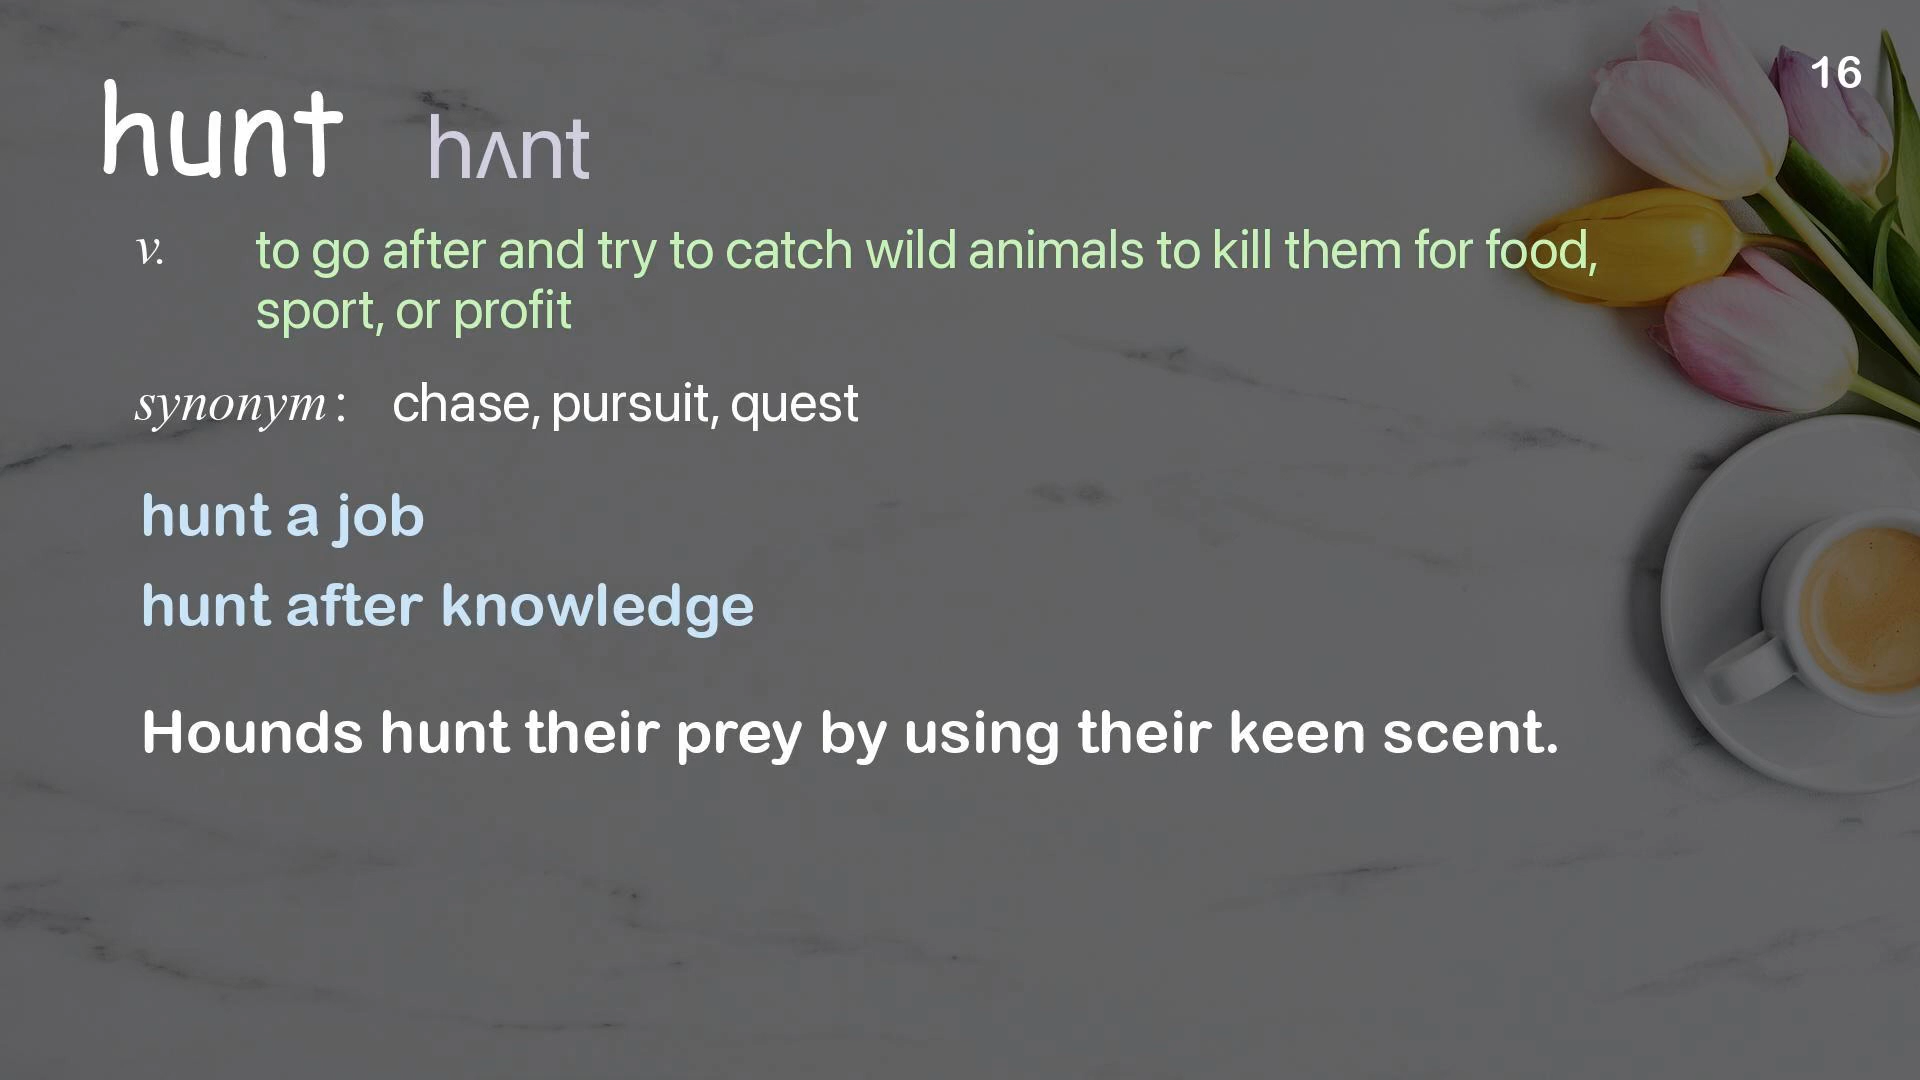 16
hunt hʌnt
v. to go after and try to catch wild animals to kill them for food,
sport, or profit
synonym: chase, pursuit, quest
hunt a job
hunt after knowledge
Hounds hunt their prey by using their keen scent.